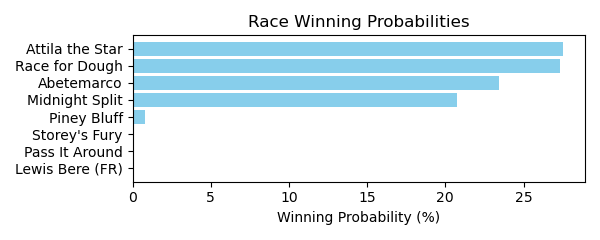 Race Winning Probabilities
Attila the Star
Race for Dough
Abetemarco
Midnight Split
Piney Bluff
Storey's Fury
Pass It Around
Lewis Bere (FR)
0 5 10 15 20 25
Winning Probability (%)